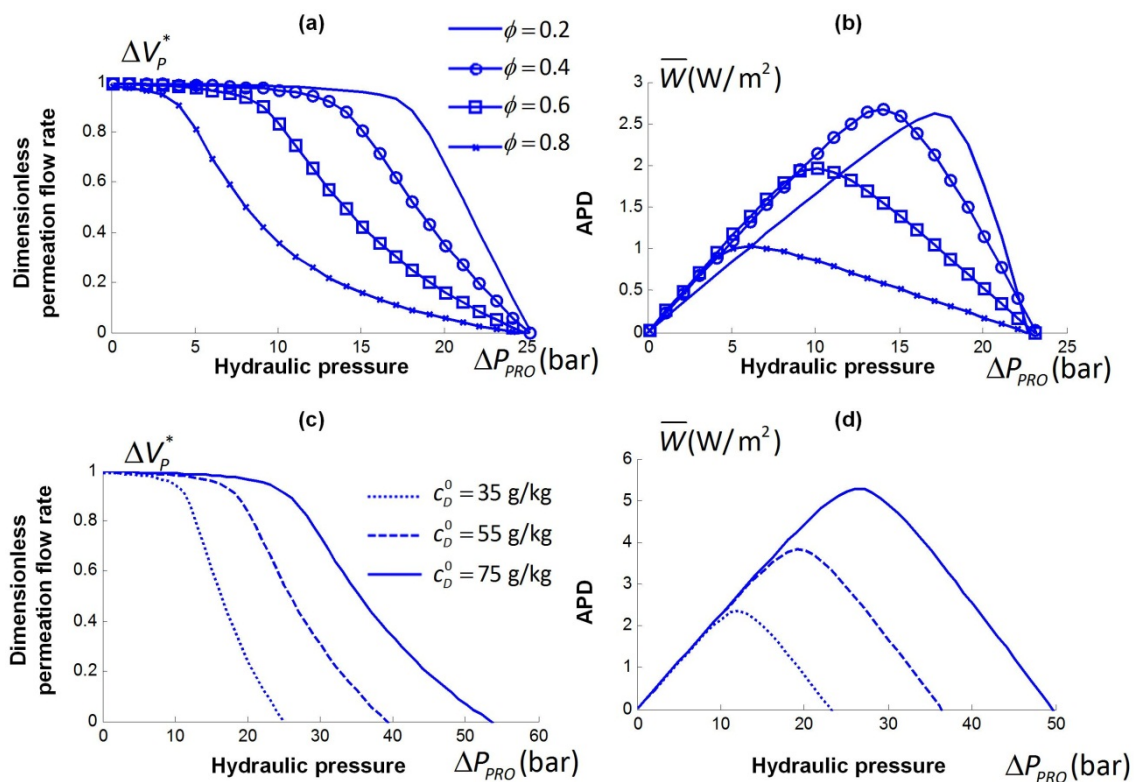 (a)
ΔV_P^*
ϕ = 0.2
ϕ = 0.4
ϕ = 0.6
ϕ = 0.8
Dimensionless
permeation flow rate
1
0.8
0.6
0.4
0.2
0
0 5 10 15 20 25
Hydraulic pressure
ΔP_PRO (bar)
(b)
W̅(W/m²)
APD
3
2.5
2
1.5
1
0.5
0
0 5 10 15 20 25
Hydraulic pressure
ΔP_PRO (bar)
(c)
ΔV_P^*
c_D^0 = 35 g/kg
c_D^0 = 55 g/kg
c_D^0 = 75 g/kg
Dimensionless
permeation flow rate
1
0.8
0.6
0.4
0.2
0
0 10 20 30 40 50 60
Hydraulic pressure
ΔP_PRO (bar)
(d)
W̅(W/m²)
APD
6
5
4
3
2
1
0
0 10 20 30 40 50
Hydraulic pressure
ΔP_PRO (bar)